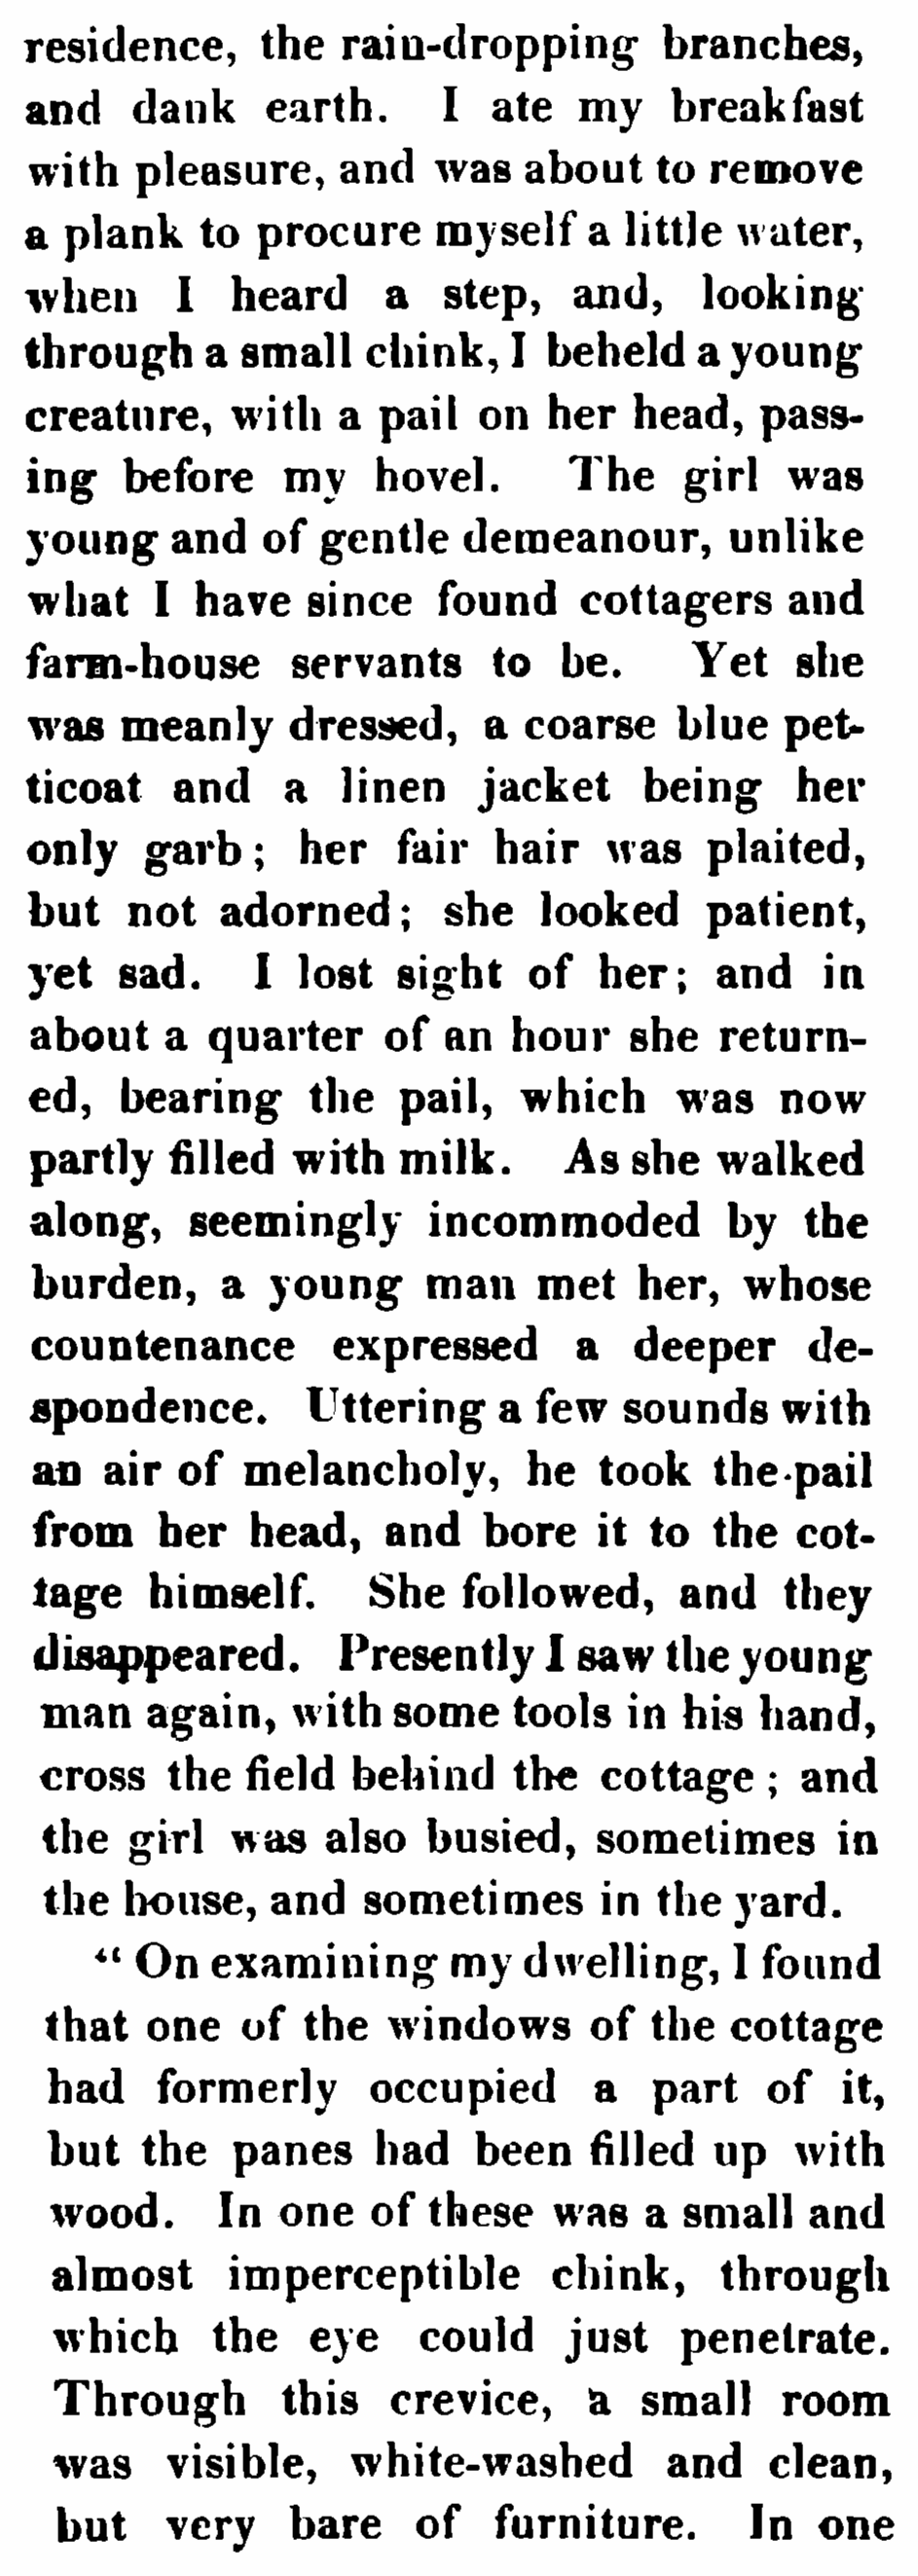 residence, the rain-dropping branches,
and dank earth. I ate my breakfast
with pleasure, and was about to remove
a plank to procure myself a little water,
when I heard a step, and, looking
through a small chink, I beheld a young
creature, with a pail on her head, pass-
ing before my hovel. The girl was
young and of gentle demeanour, unlike
what I have since found cottagers and
farm-house servants to be. Yet she
was meanly dressed, a coarse blue pet-
ticoat and a linen jacket being her
only garb; her fair hair was plaited,
but not adorned; she looked patient,
yet sad. I lost sight of her; and in
about a quarter of an hour she return-
ed, bearing the pail, which was now
partly filled with milk. As she walked
along, seemingly incommoded by the
burden, a young man met her, whose
countenance expressed a deeper de-
spondence. Uttering a few sounds with
an air of melancholy, he took the pail
from her head, and bore it to the cot-
tage himself. She followed, and they
disappeared. Presently I saw the young
man again, with some tools in his hand,
cross the field behind the cottage; and
the girl was also busied, sometimes in
the house, and sometimes in the yard.
“ On examining my dwelling, I found
that one of the windows of the cottage
had formerly occupied a part of it,
but the panes had been filled up with
wood. In one of these was a small and
almost imperceptible chink, through
which the eye could just penetrate.
Through this crevice, a small room
was visible, white-washed and clean,
but very bare of furniture. In one